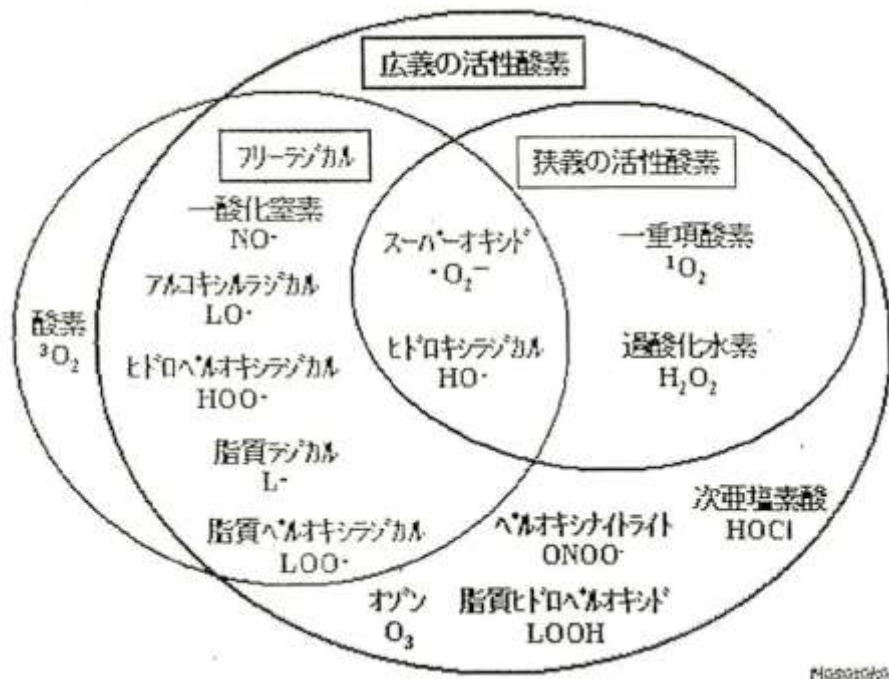 広義の活性酸素
フリーラジカル
狭義の活性酸素
一酸化窒素
NO·
スーパーオキシド
·O₂⁻
一重項酸素
¹O₂
アルコキシルラジカル
LO·
酸素
³O₂
ヒドロペルオキシラジカル
HOO·
ヒドロキシラジカル
HO·
過酸化水素
H₂O₂
脂質ラジカル
L·
脂質ペルオキシラジカル
LOO·
ペルオキシナイトライト
ONOO⁻
次亜塩素酸
HOCl
オゾン
O₃
脂質ヒドロペルオキシド
LOOH